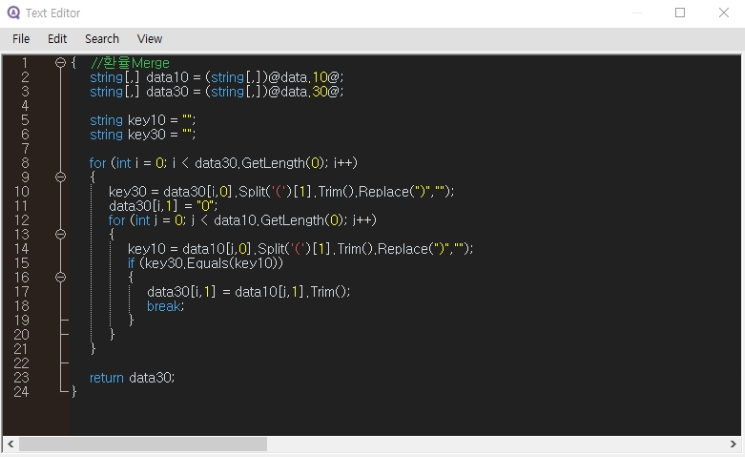 Text Editor
File Edit Search View
1 { //환율Merge
2 string[,] data10 = (string[,])@data,10@;
3 string[,] data30 = (string[,])@data,30@;
4
5 string key10 = "";
6 string key30 = "";
7
8 for (int i = 0; i < data30.GetLength(0); i++)
9 {
10 key30 = data30[i,0].Split('(')[1].Trim().Replace(")","");
11 data30[i,1] = "0";
12 for (int j = 0; j < data10.GetLength(0); j++)
13 {
14 key10 = data10[j,0].Split('(')[1].Trim().Replace(")","");
15 if (key30.Equals(key10))
16 {
17 data30[i,1] = data10[j,1].Trim();
18 break;
19 }
20 }
21 }
22
23 return data30;
24 }